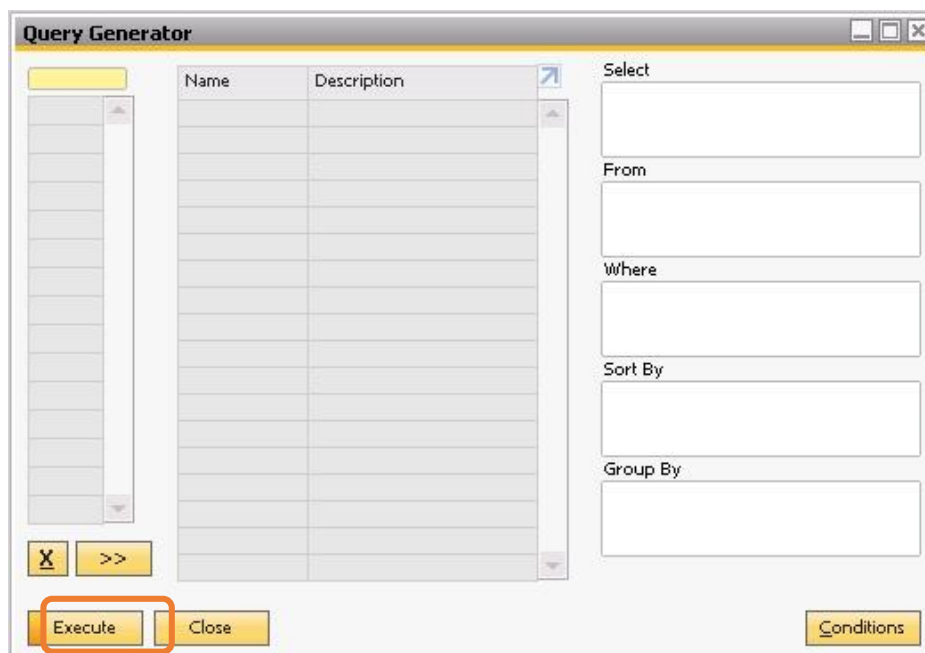 Query Generator
Name Description
Select
From
Where
Sort By
Group By
X >>
Execute Close Conditions